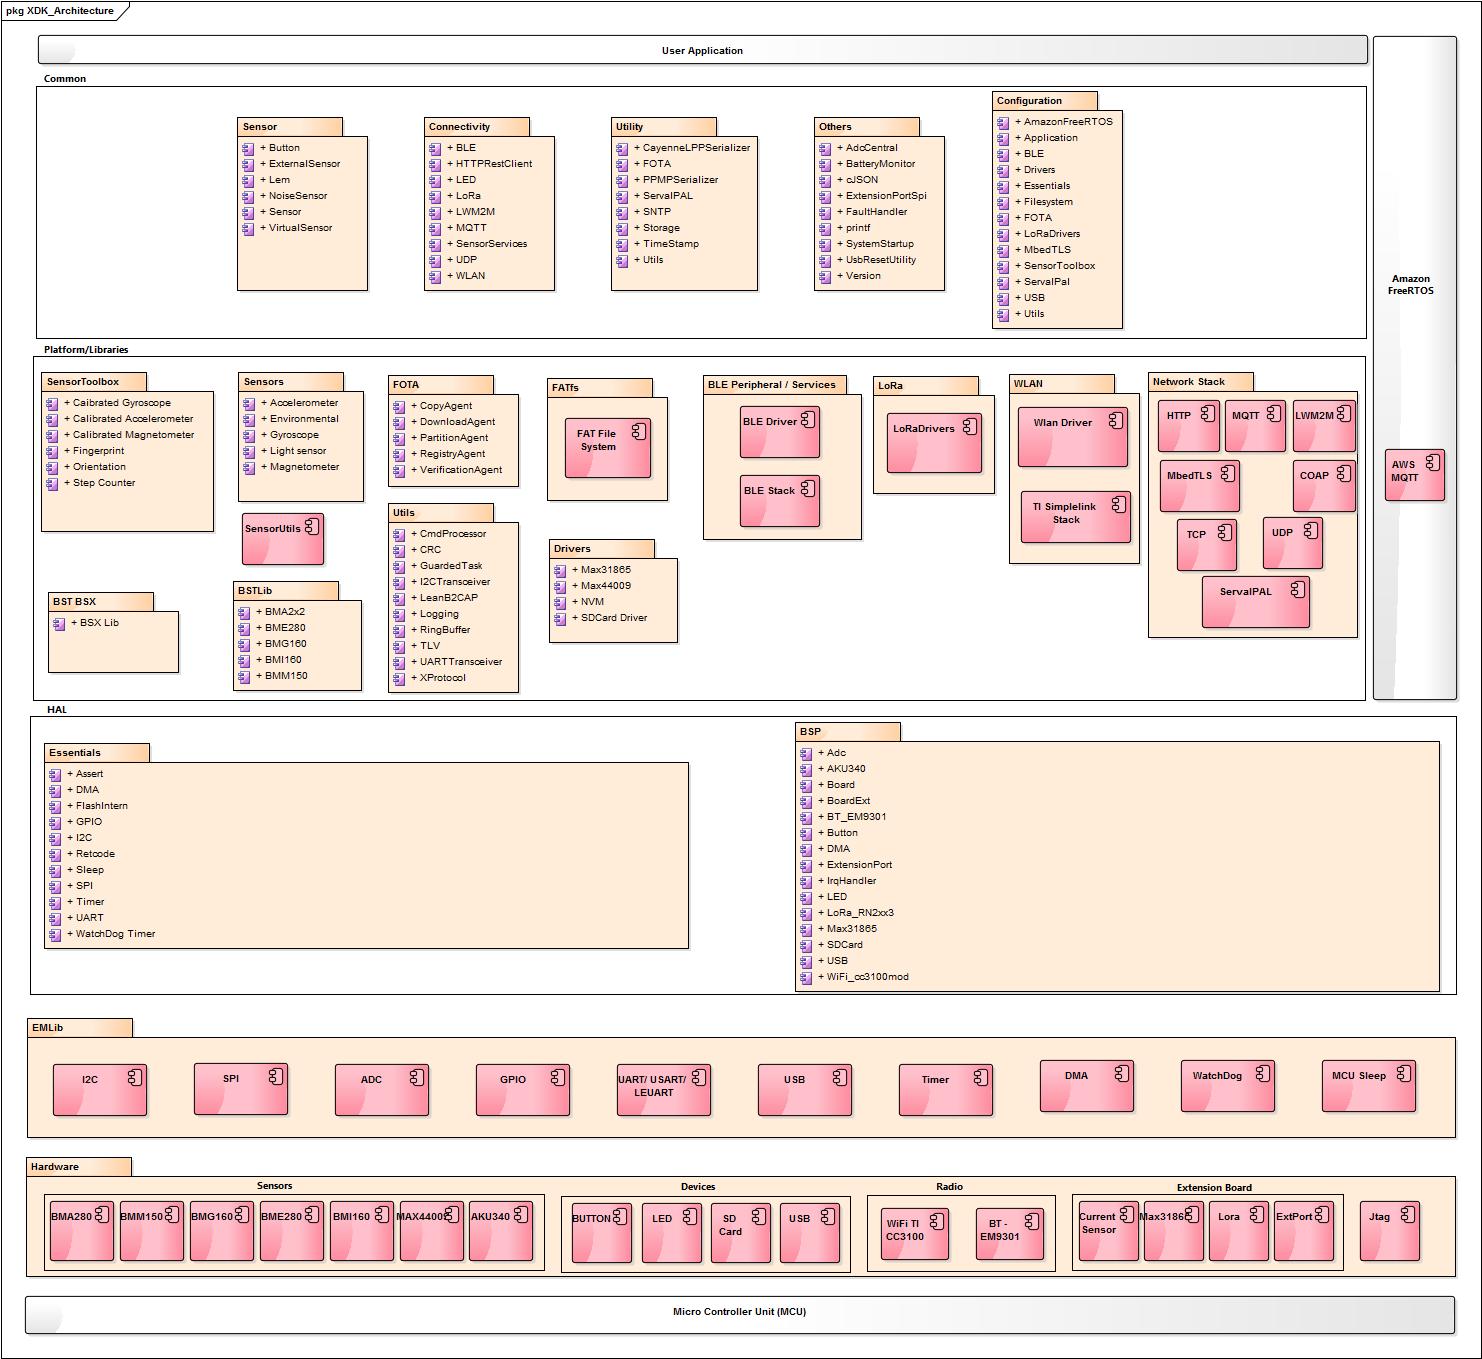 pkg XDK_Architecture
User Application
Common
Sensor
+ Button
+ ExternalSensor
+ Lem
+ NoiseSensor
+ Sensor
+ VirtualSensor
Connectivity
+ BLE
+ HTTPRestClient
+ LED
+ LoRa
+ LWM2M
+ MQTT
+ SensorServices
+ UDP
+ WLAN
Utility
+ CayenneLPPSerializer
+ FOTA
+ PPMPSerializer
+ ServalPAL
+ SNTP
+ Storage
+ TimeStamp
+ Utils
Others
+ AdcCentral
+ BatteryMonitor
+ cJSON
+ ExtensionPortSpi
+ FaultHandler
+ printf
+ SystemStartup
+ UsbResetUtility
+ Version
Configuration
+ AmazonFreeRTOS
+ Application
+ BLE
+ Drivers
+ Essentials
+ Filesystem
+ FOTA
+ LoRaDrivers
+ MbedTLS
+ SensorToolbox
+ ServalPal
+ USB
+ Utils
Amazon
FreeRTOS
AWS
MQTT
Platform/Libraries
SensorToolbox
+ Caibrated Gyroscope
+ Calibrated Accelerometer
+ Calibrated Magnetometer
+ Fingerprint
+ Orientation
+ Step Counter
BST BSX
+ BSX Lib
Sensors
+ Accelerometer
+ Environmental
+ Gyroscope
+ Light sensor
+ Magnetometer
SensorUtils
BSTLib
+ BMA2x2
+ BME280
+ BMG160
+ BMI160
+ BMM150
FOTA
+ CopyAgent
+ DownloadAgent
+ PartitionAgent
+ RegistryAgent
+ VerificationAgent
Utils
+ CmdProcessor
+ CRC
+ GuardedTask
+ I2CTransceiver
+ LeanB2CAP
+ Logging
+ RingBuffer
+ TLV
+ UARTTransceiver
+ XProtocol
FATfs
FAT File
System
Drivers
+ Max31865
+ Max44009
+ NVM
+ SDCard Driver
BLE Peripheral / Services
BLE Driver
BLE Stack
LoRa
LoRaDrivers
WLAN
Wlan Driver
TI Simplelink
Stack
Network Stack
HTTP
MQTT
LWM2M
MbedTLS
COAP
TCP
UDP
ServalPAL
HAL
Essentials
+ Assert
+ DMA
+ FlashIntern
+ GPIO
+ I2C
+ Retcode
+ Sleep
+ SPI
+ Timer
+ UART
+ WatchDog Timer
BSP
+ Adc
+ AKU340
+ Board
+ BoardExt
+ BT_EM9301
+ Button
+ DMA
+ ExtensionPort
+ IrqHandler
+ LED
+ LoRa_RN2xx3
+ Max31865
+ SDCard
+ USB
+ WiFi_cc3100mod
EMLib
I2C
SPI
ADC
GPIO
UART/ USART/
LEUART
USB
Timer
DMA
WatchDog
MCU Sleep
Hardware
Sensors
BMA280
BMM150
BMG160
BME280
BMI160
MAX44009
AKU340
Devices
BUTTON
LED
SD
Card
USB
Radio
WiFi TI
CC3100
BT -
EM9301
Extension Board
Current
Sensor
Max31865
Lora
ExtPort
Jtag
Micro Controller Unit (MCU)